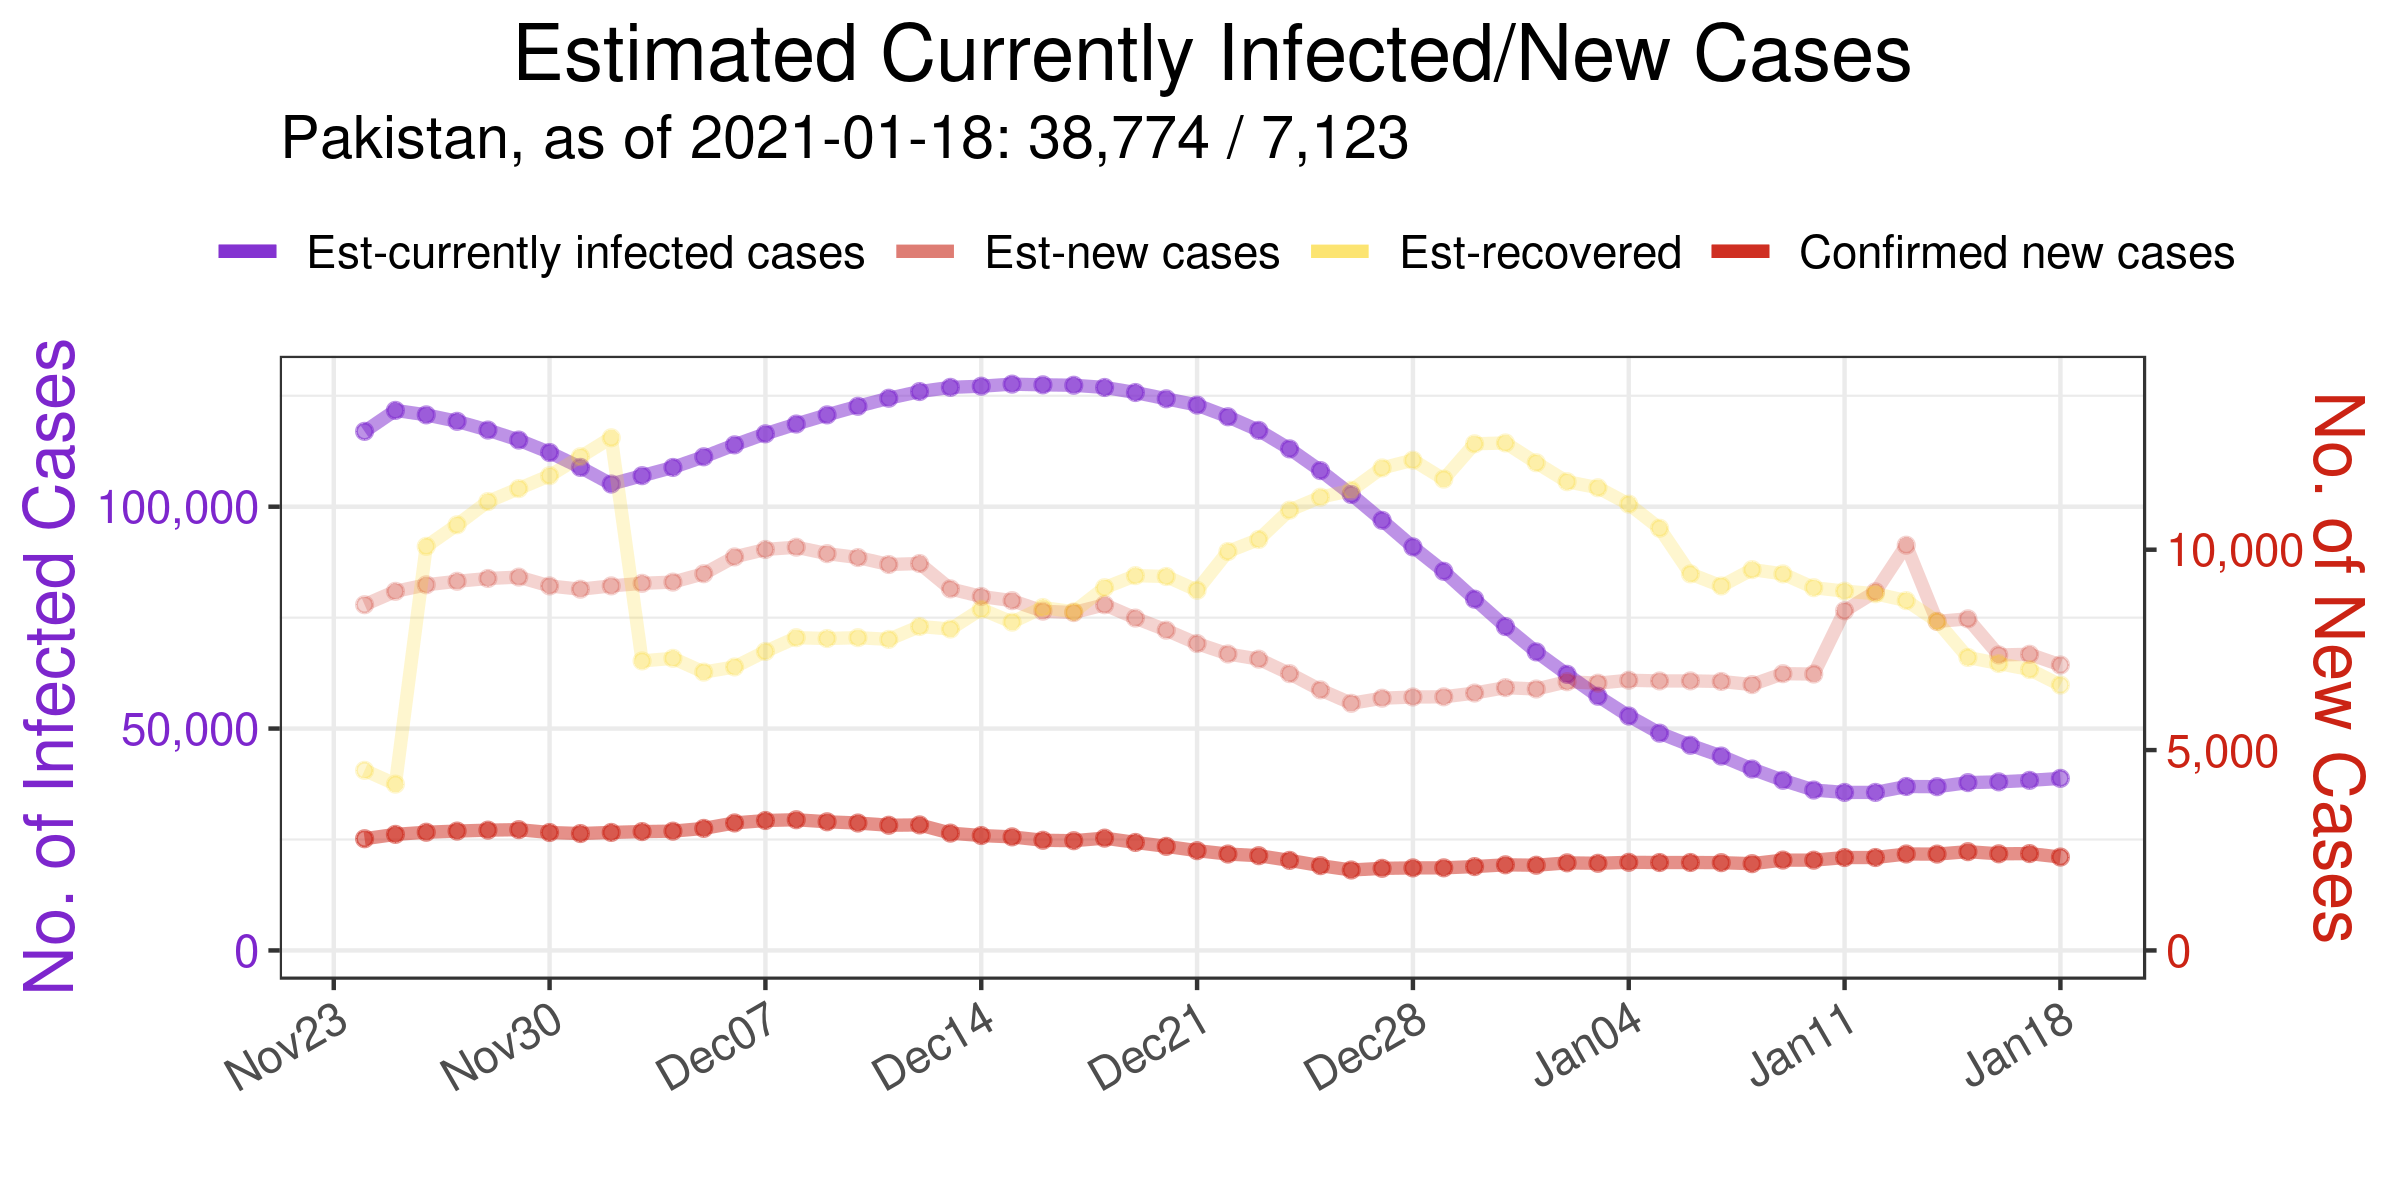 Estimated Currently Infected/New Cases
Pakistan, as of 2021-01-18: 38,774 / 7,123
Est-currently infected cases Est-new cases Est-recovered Confirmed new cases
No. of Infected Cases
100,000
50,000
0
10,000
5,000
0
No. of New Cases
Nov23 Nov30 Dec07 Dec14 Dec21 Dec28 Jan04 Jan11 Jan18